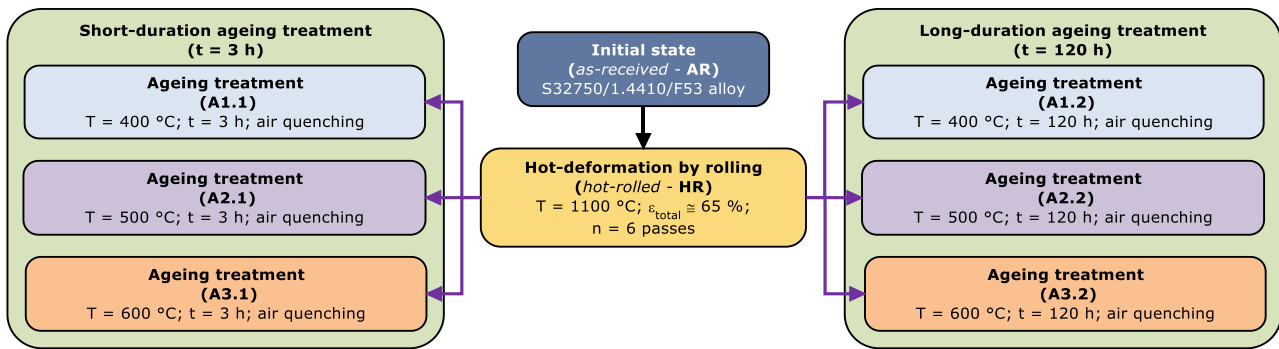 Short-duration ageing treatment
(t = 3 h)
Ageing treatment
(A1.1)
T = 400 °C; t = 3 h; air quenching
Ageing treatment
(A2.1)
T = 500 °C; t = 3 h; air quenching
Ageing treatment
(A3.1)
T = 600 °C; t = 3 h; air quenching
Initial state
(as-received - AR)
S32750/1.4410/F53 alloy
Hot-deformation by rolling
(hot-rolled - HR)
T = 1100 °C; εtotal ≅ 65 %;
n = 6 passes
Long-duration ageing treatment
(t = 120 h)
Ageing treatment
(A1.2)
T = 400 °C; t = 120 h; air quenching
Ageing treatment
(A2.2)
T = 500 °C; t = 120 h; air quenching
Ageing treatment
(A3.2)
T = 600 °C; t = 120 h; air quenching